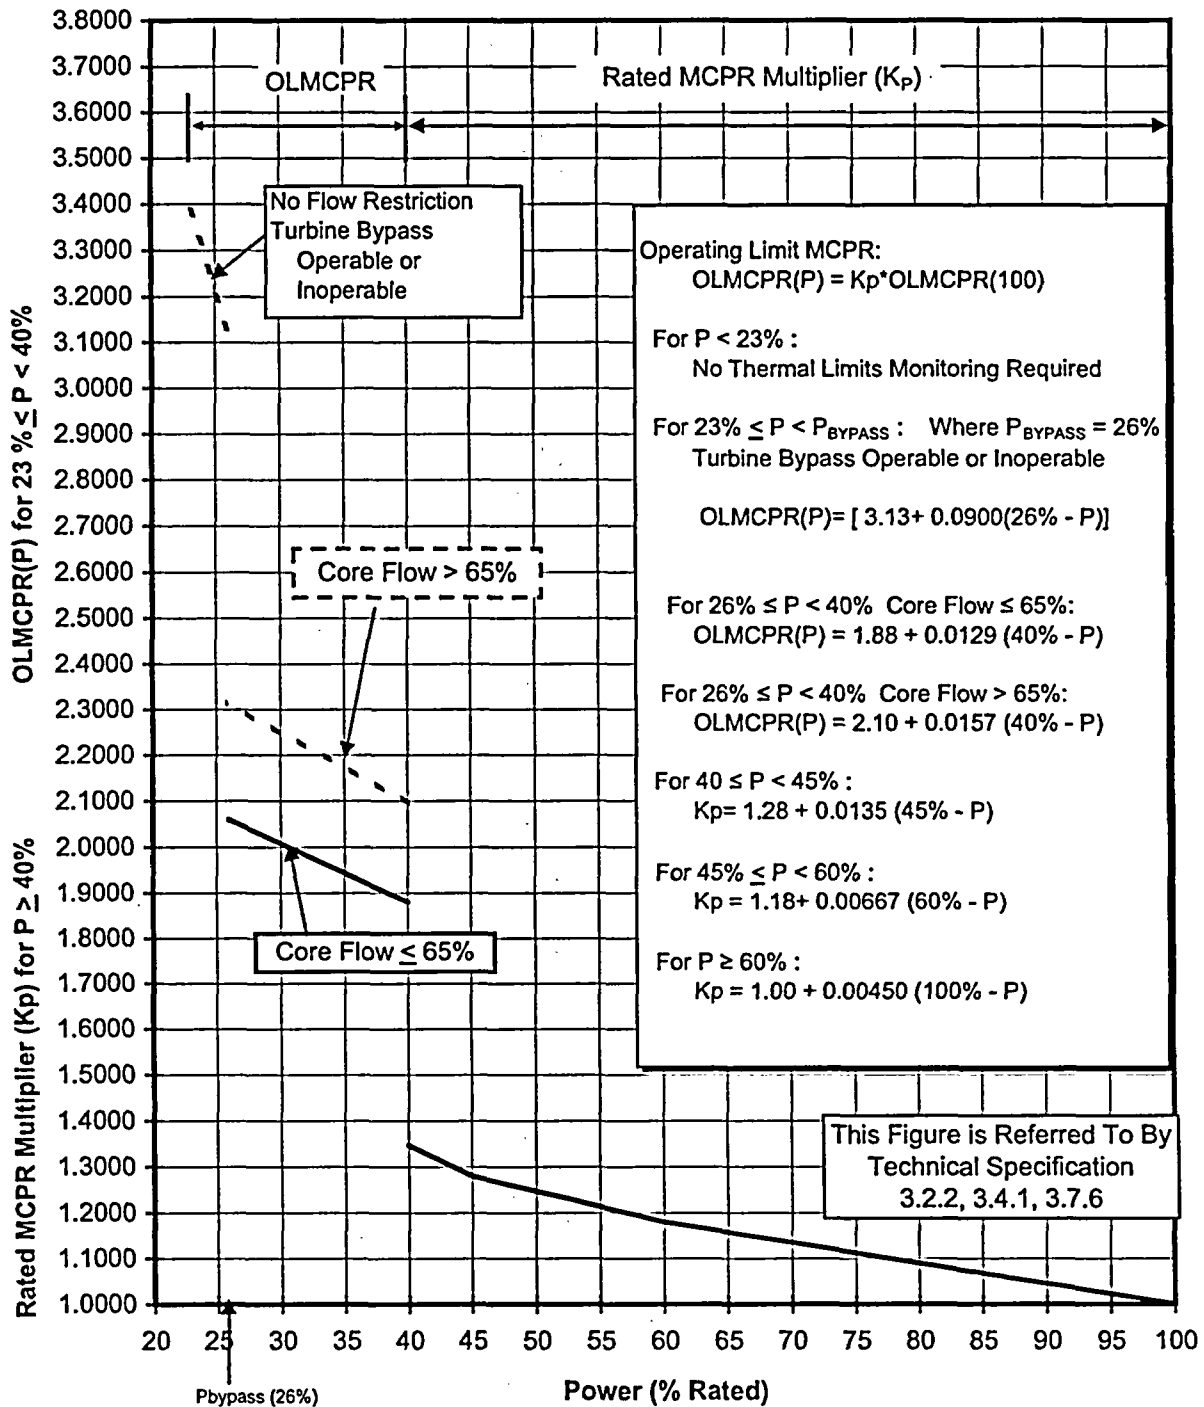 3.8000
3.7000
3.6000
3.5000
3.4000
3.3000
3.2000
3.1000
3.0000
2.9000
2.8000
2.7000
2.6000
2.5000
2.4000
2.3000
2.2000
2.1000
2.0000
1.9000
1.8000
1.7000
1.6000
1.5000
1.4000
1.3000
1.2000
1.1000
1.0000
OLMCPR(P) for 23 % ≤ P < 40%
Rated MCPR Multiplier (Kp) for P ≥ 40%
OLMCPR
Rated MCPR Multiplier (KP)
No Flow Restriction
Turbine Bypass
Operable or
Inoperable
Core Flow > 65%
Core Flow ≤ 65%
Operating Limit MCPR:
OLMCPR(P) = Kp*OLMCPR(100)
For P < 23% :
No Thermal Limits Monitoring Required
For 23% ≤ P < PBYPASS : Where PBYPASS = 26%
Turbine Bypass Operable or Inoperable
OLMCPR(P)= [ 3.13+ 0.0900(26% - P)]
For 26% ≤ P < 40% Core Flow ≤ 65%:
OLMCPR(P) = 1.88 + 0.0129 (40% - P)
For 26% ≤ P < 40% Core Flow > 65%:
OLMCPR(P) = 2.10 + 0.0157 (40% - P)
For 40 ≤ P < 45% :
Kp= 1.28 + 0.0135 (45% - P)
For 45% ≤ P < 60% :
Kp = 1.18+ 0.00667 (60% - P)
For P ≥ 60% :
Kp = 1.00 + 0.00450 (100% - P)
This Figure is Referred To By
Technical Specification
3.2.2, 3.4.1, 3.7.6
20 25 30 35 40 45 50 55 60 65 70 75 80 85 90 95 100
Pbypass (26%)
Power (% Rated)